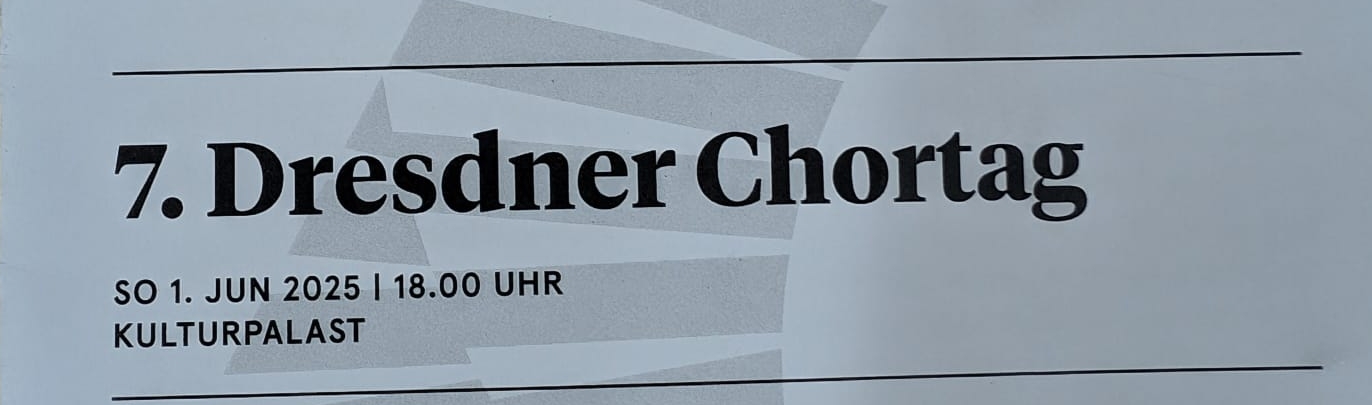 7. Dresdner Chortag
SO 1. JUN 2025 | 18.00 UHR
KULTURPALAST